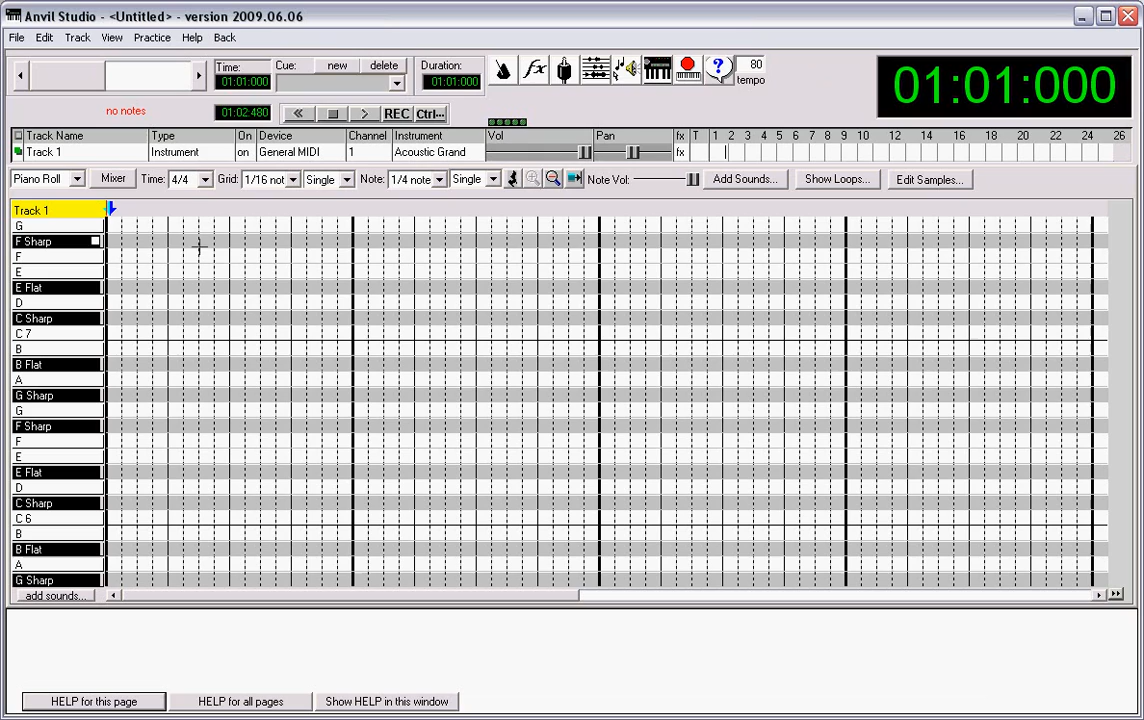 Anvil Studio - <Untitled> - version 2009.06.06
File Edit Track View Practice Help Back
Time: Cue: new delete Duration: 80
01:01:000 01:01:000 tempo 01:01:000
no notes 01:02:480 REC Ctrl...
Track Name Type On Device Channel Instrument Vol Pan fx T 1 2 3 4 5 6 7 8 9 10 12 14 16 18 20 22 24 26
Track 1 Instrument on General MIDI 1 Acoustic Grand fx
Piano Roll Mixer Time: 4/4 Grid: 1/16 not Single Note: 1/4 note Single Note Vol: Add Sounds... Show Loops... Edit Samples...
Track 1
G
F Sharp
F
E
E Flat
D
C Sharp
C 7
B
B Flat
A
G Sharp
G
F Sharp
F
E
E Flat
D
C Sharp
C 6
B
B Flat
A
G Sharp
add sounds...
HELP for this page HELP for all pages Show HELP in this window